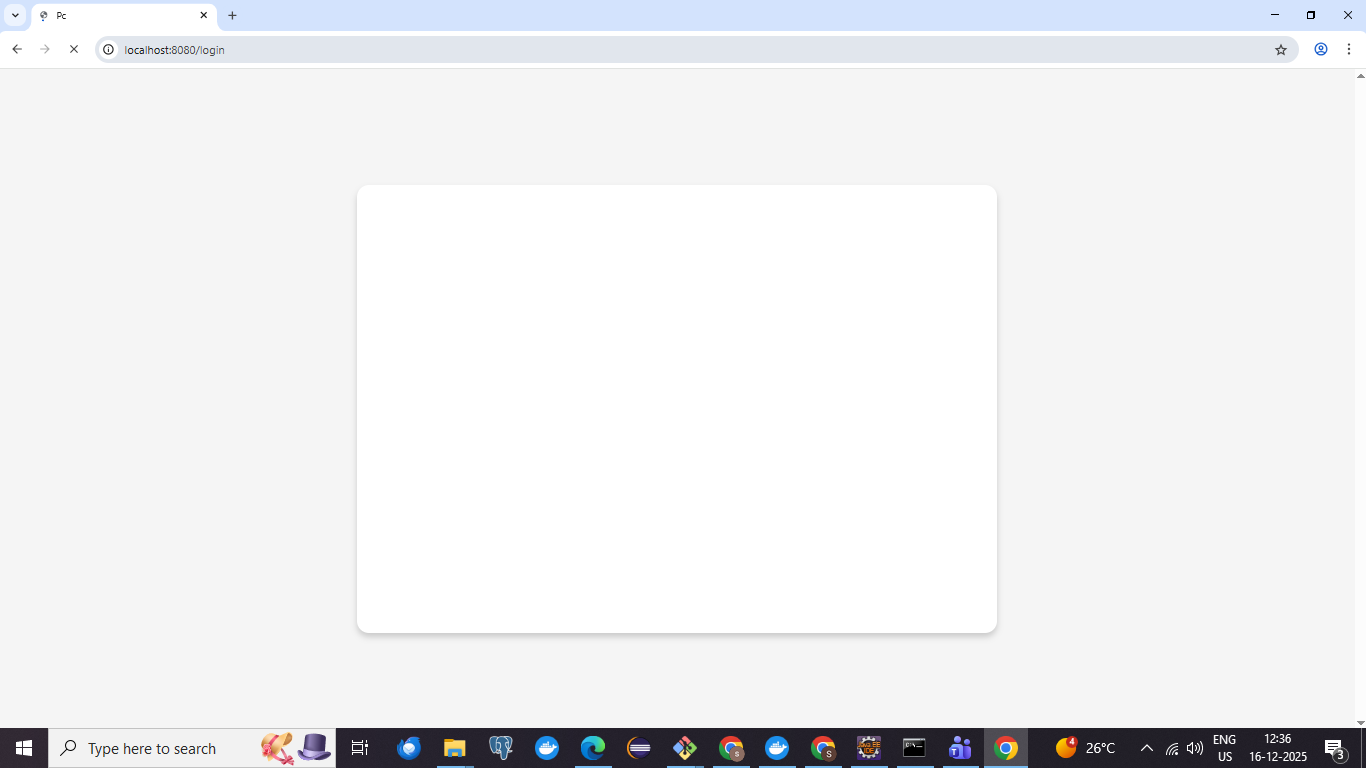 Pc
localhost:8080/login
Type here to search
S
S
4
26°C
ENG
US
12:36
16-12-2025
3